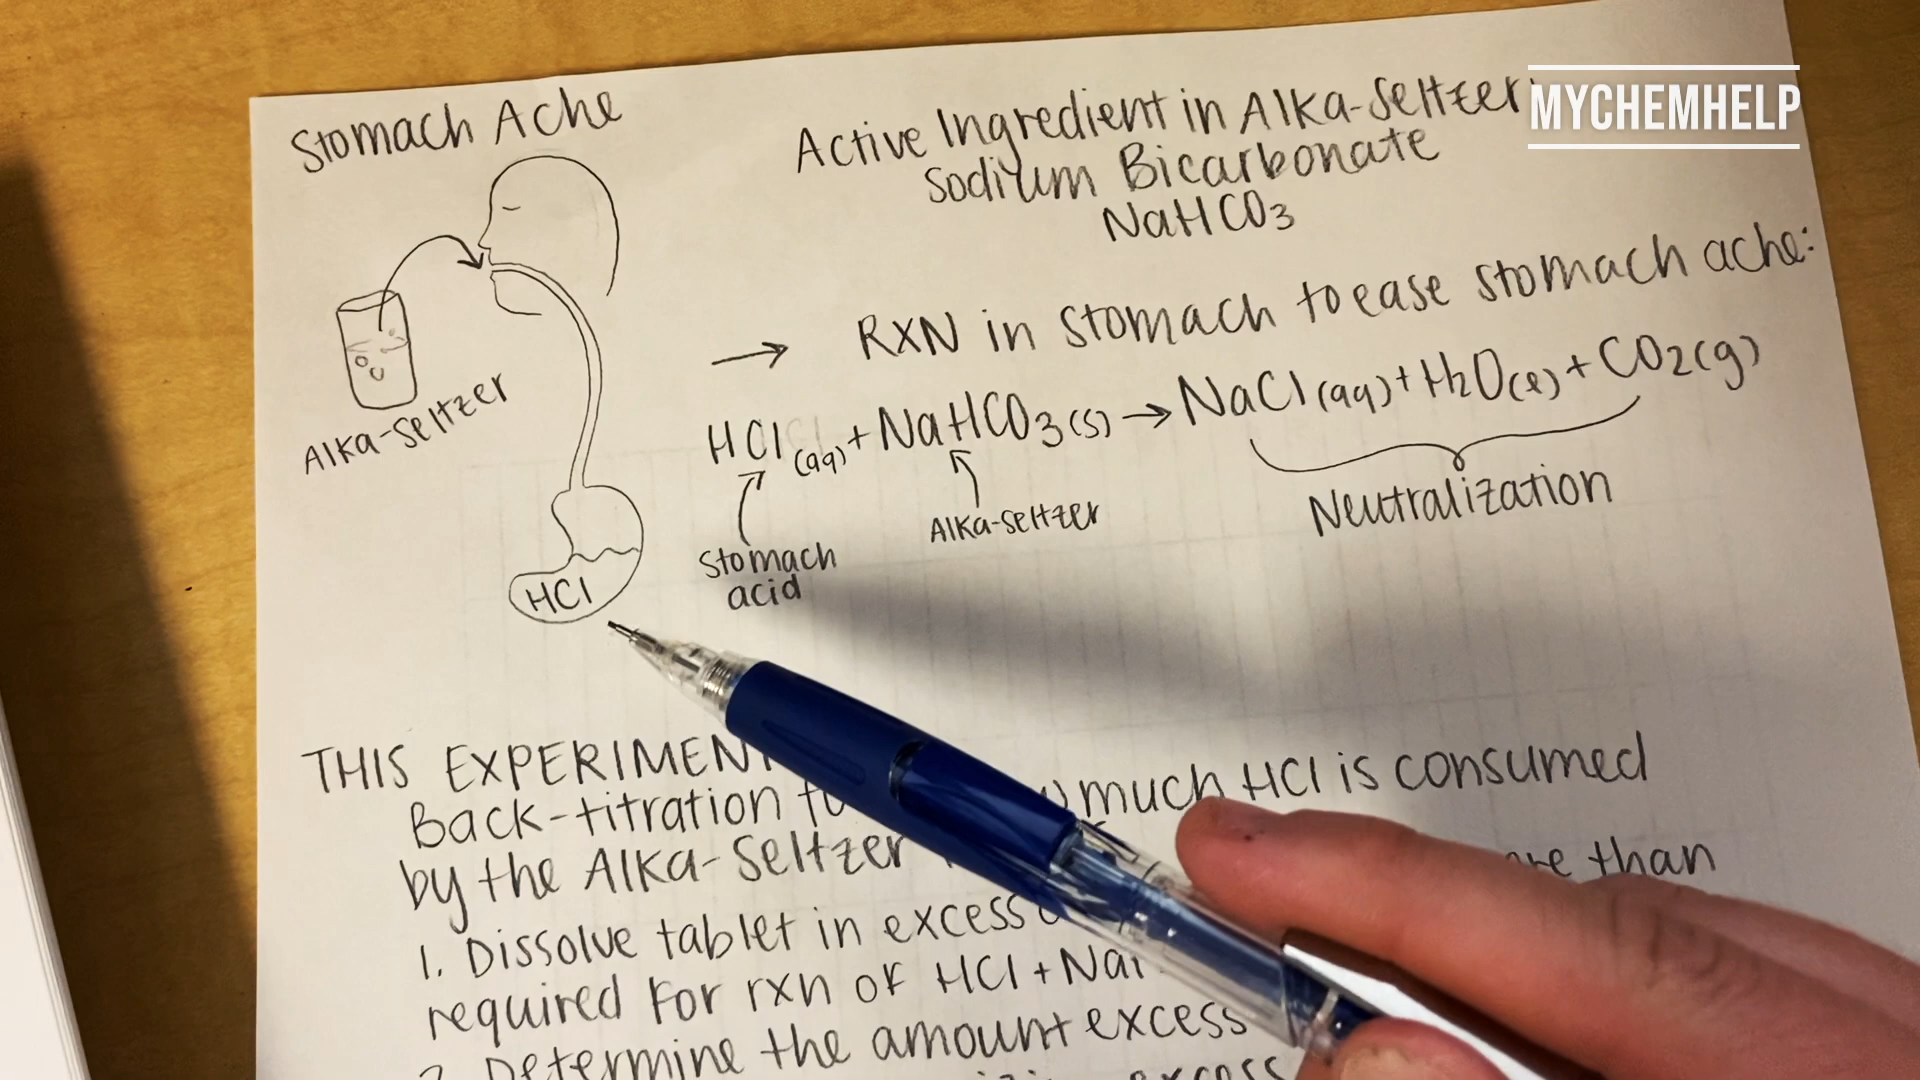 Stomach Ache
Alka-Seltzer
HCl
Active Ingredient in Alka-Seltzer:
Sodium Bicarbonate
NaHCO3
MYCHEMHELP
→ RXN in stomach to ease stomach ache:
HCl(aq) + NaHCO3(s) → NaCl(aq) + H2O(l) + CO2(g)
Stomach acid
Alka-Seltzer
Neutralization
THIS EXPERIMENT
Back-titration much HCl is consumed
by the Alka-Seltzer than
1. Dissolve tablet in excess
required for rxn of HCl +
2. Determine the amount excess
excess